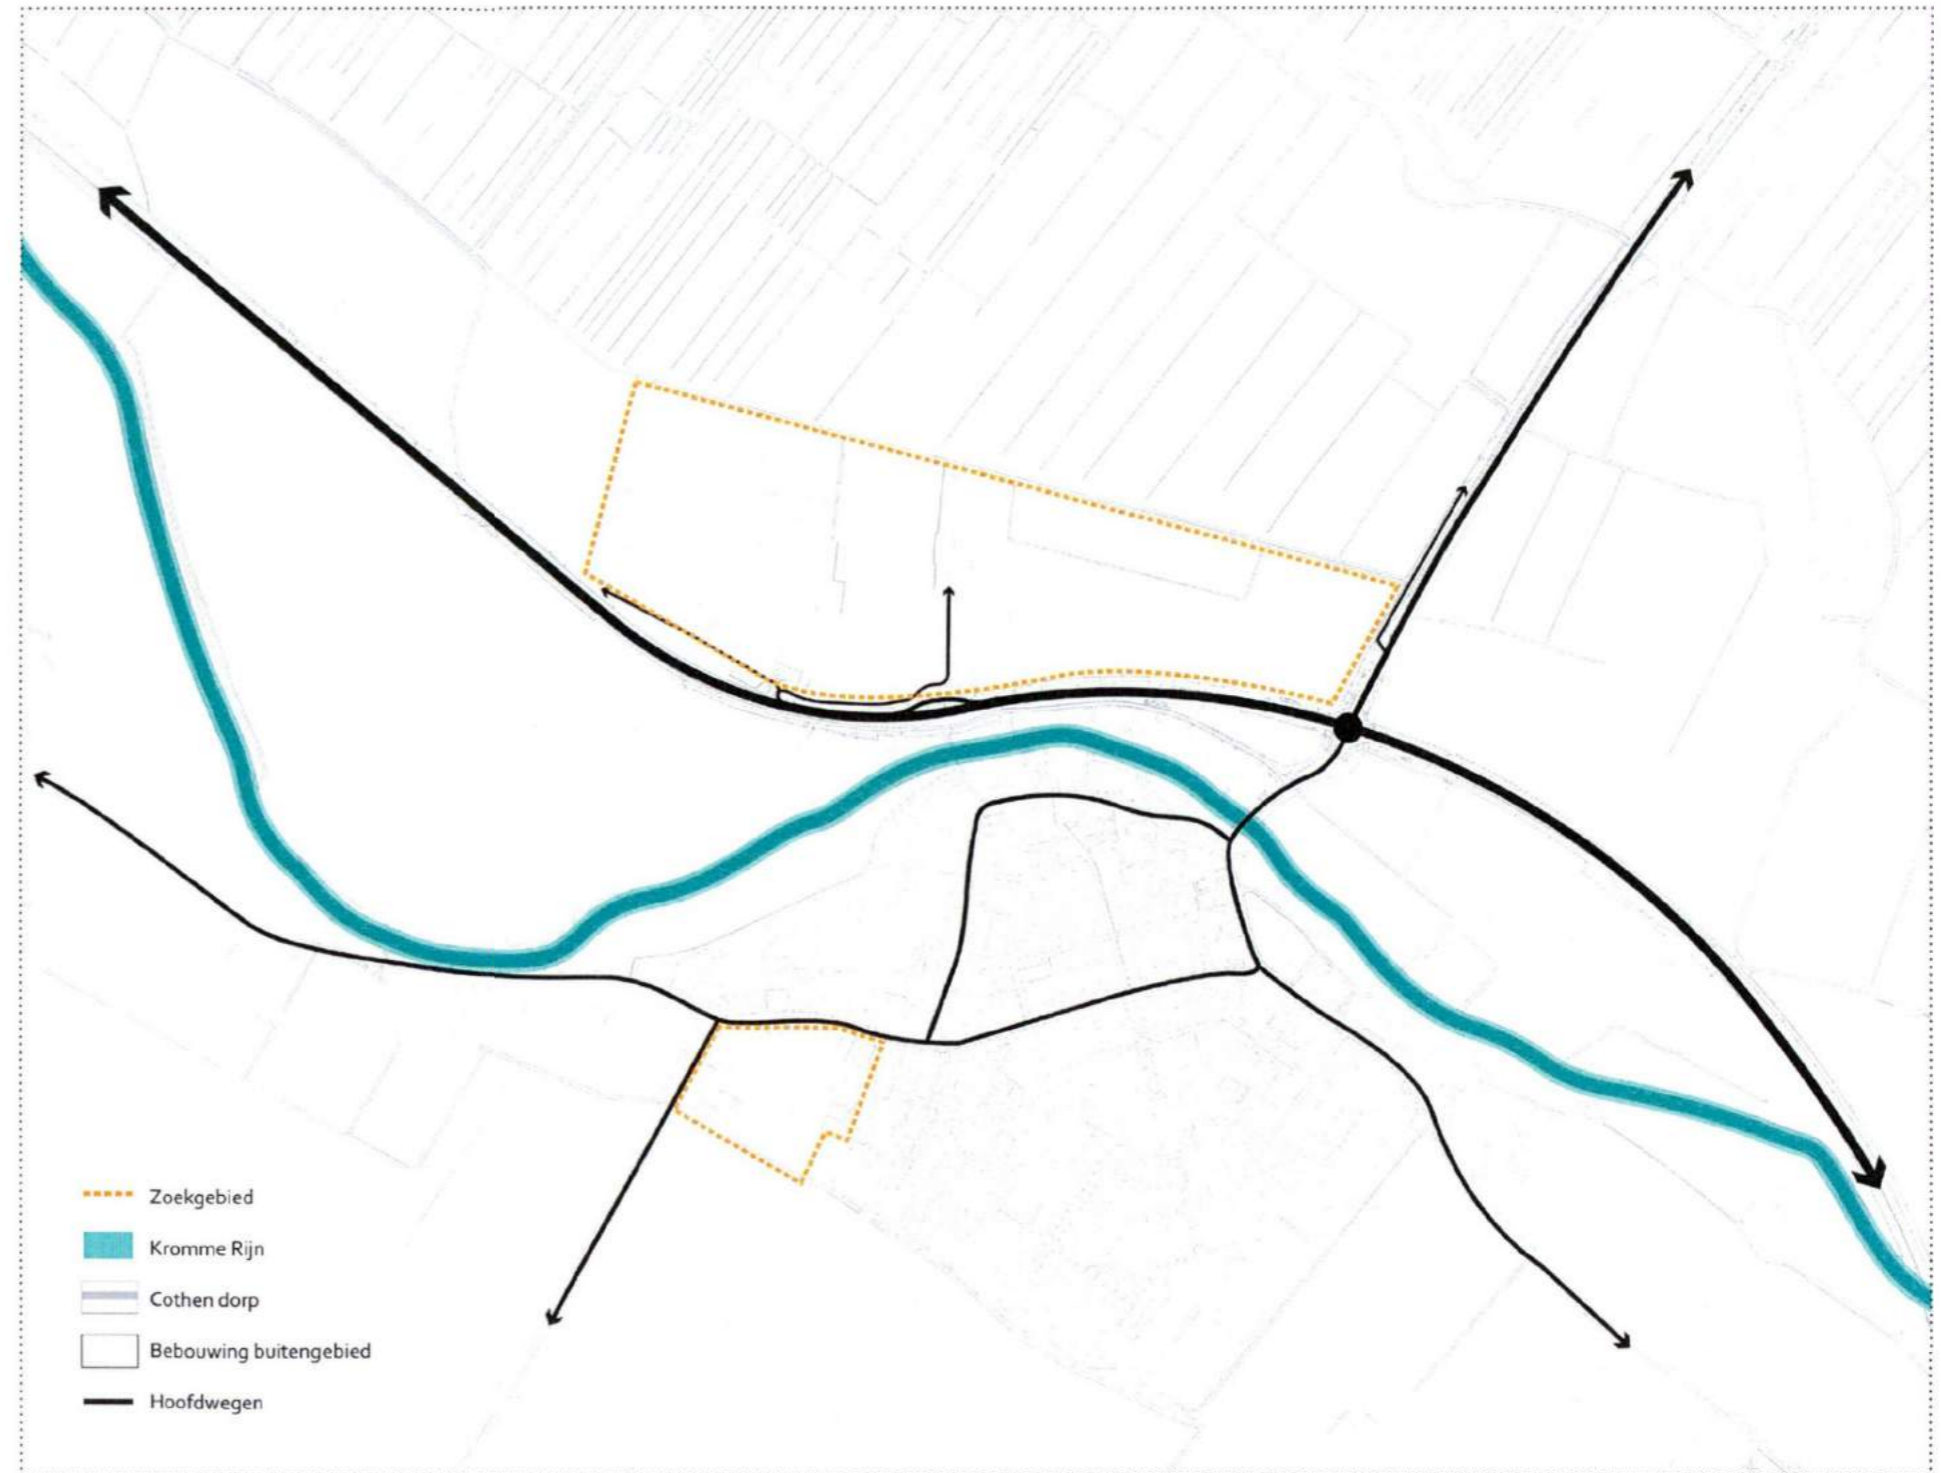 Zoekgebied
Kromme Rijn
Cothen dorp
Bebouwing buitengebied
Hoofdwegen